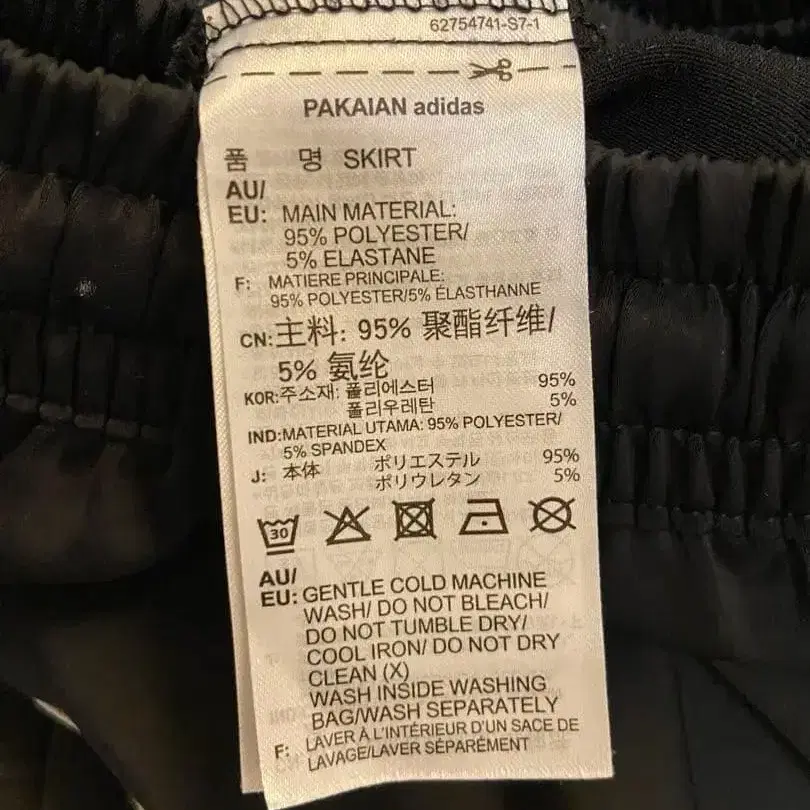 62754741-S7-1
PAKAIAN adidas
품 명 SKIRT
AU/
EU: MAIN MATERIAL:
95% POLYESTER/
5% ELASTANE
F: MATIERE PRINCIPALE:
95% POLYESTER/5% ÉLASTHANNE
CN:主料: 95% 聚酯纤维/
5% 氨纶
KOR:주소재: 폴리에스터 95%
폴리우레탄 5%
IND:MATERIAL UTAMA: 95% POLYESTER/
5% SPANDEX
J: 本体 ポリエステル 95%
ポリウレタン 5%
30
AU/
EU: GENTLE COLD MACHINE
WASH/ DO NOT BLEACH/
DO NOT TUMBLE DRY/
COOL IRON/ DO NOT DRY
CLEAN (X)
WASH INSIDE WASHING
BAG/WASH SEPARATELY
F: LAVER À L'INTÉRIEUR D'UN SACE DE
LAVAGE/LAVER SÉPARÉMENT